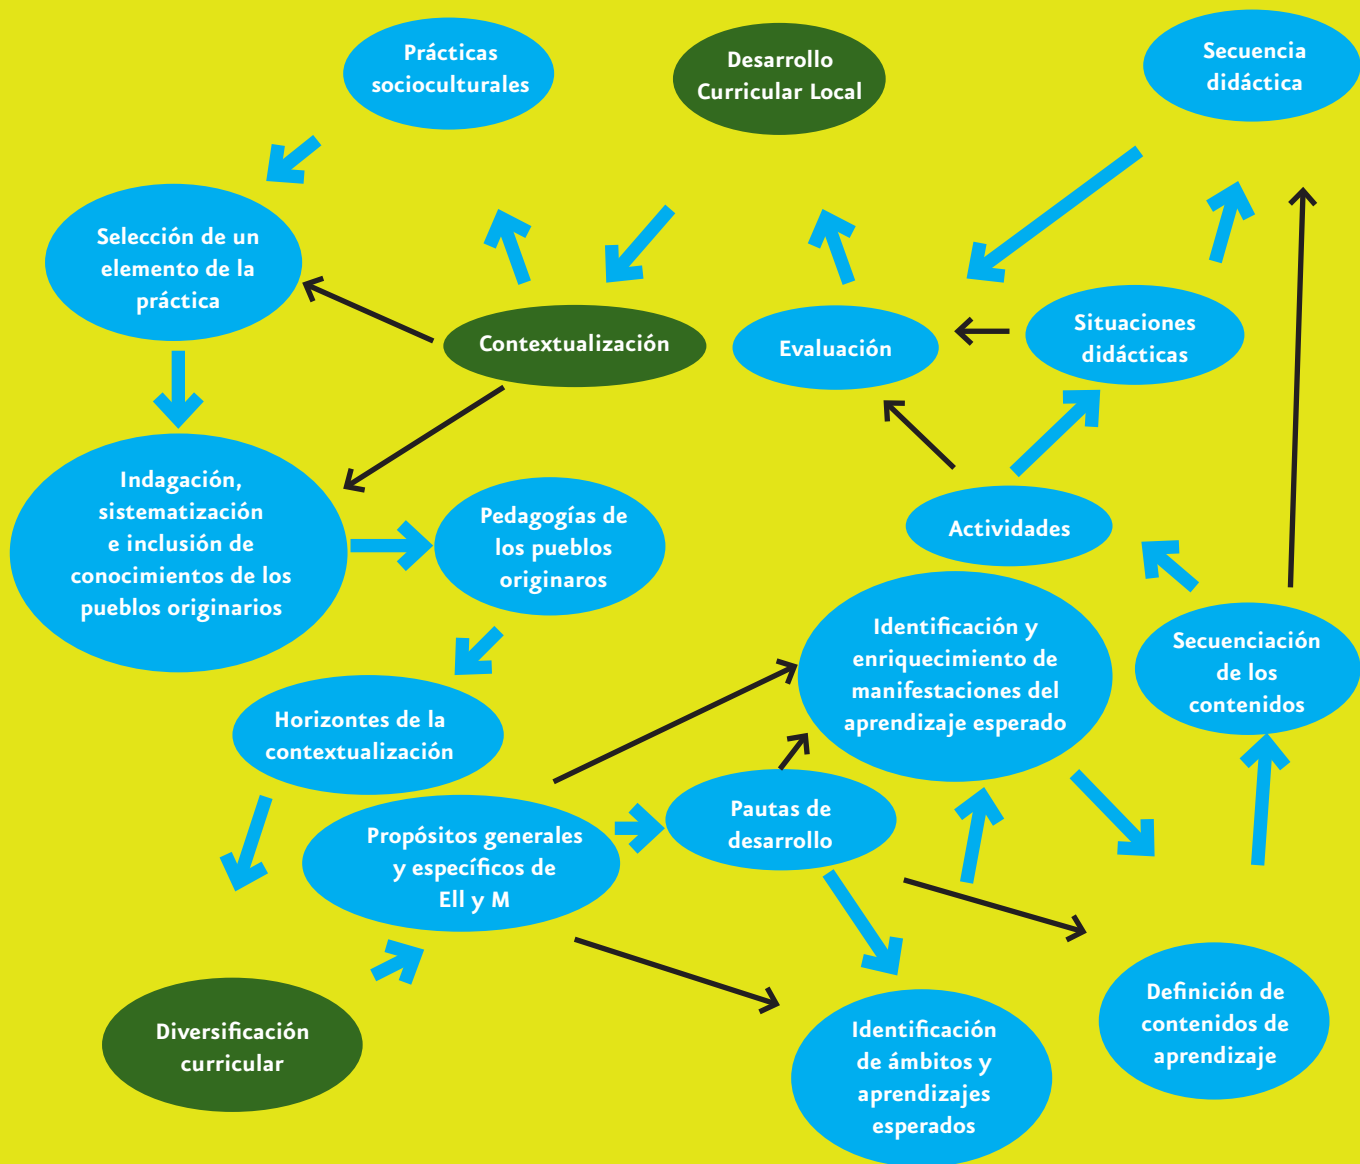 Prácticas
socioculturales
Desarrollo
Curricular Local
Secuencia
didáctica
Selección de un
elemento de la
práctica
Contextualización
Evaluación
Situaciones
didácticas
Indagación,
sistematización
e inclusión de
conocimientos de los
pueblos originarios
Pedagogías de
los pueblos
originaros
Actividades
Identificación y
enriquecimiento de
manifestaciones del
aprendizaje esperado
Secuenciación
de los
contenidos
Horizontes de la
contextualización
Propósitos generales
y específicos de
Ell y M
Pautas de
desarrollo
Diversificación
curricular
Identificación
de ámbitos y
aprendizajes
esperados
Definición de
contenidos de
aprendizaje